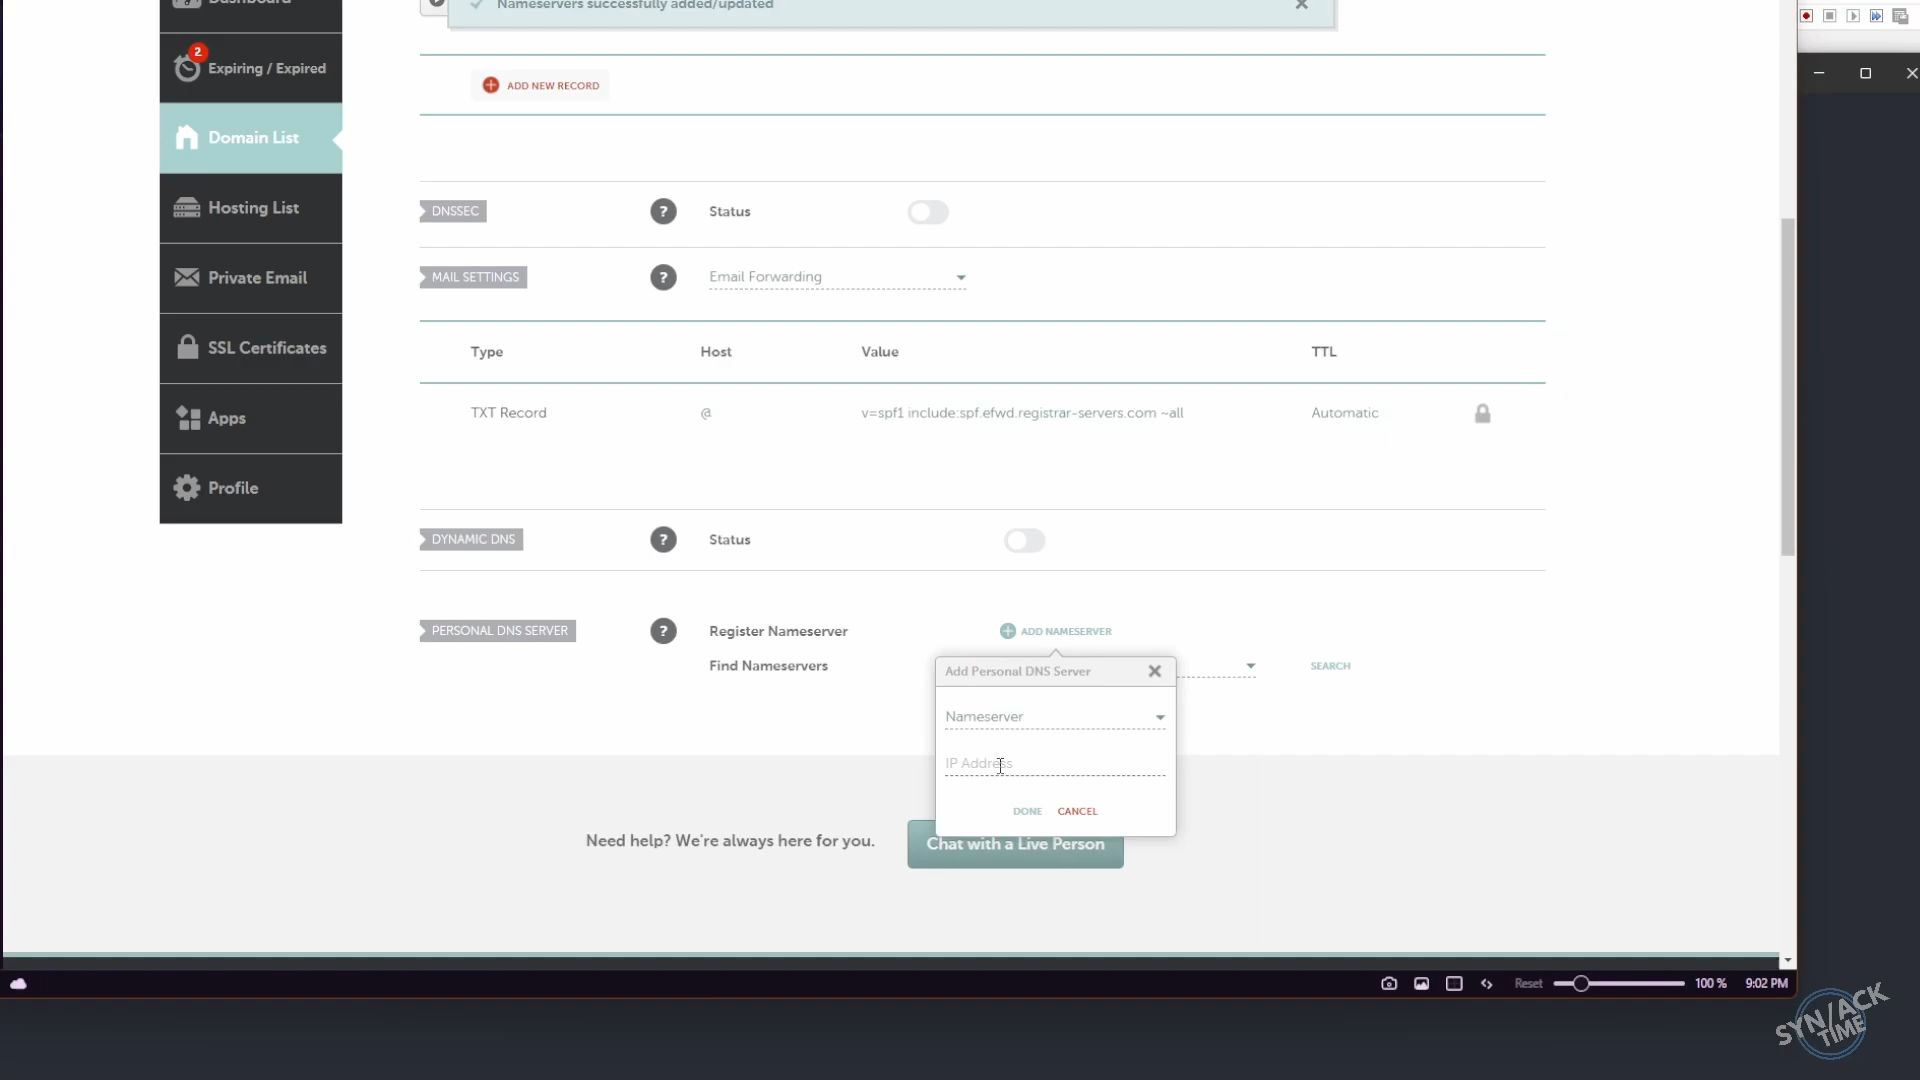 Dashboard
Nameservers successfully added/updated
2
Expiring / Expired
ADD NEW RECORD
Domain List
DNSSEC
?
Status
Hosting List
MAIL SETTINGS
?
Email Forwarding
Private Email
SSL Certificates
Type Host Value TTL
TXT Record @ v=spf1 include:spf.efwd.registrar-servers.com ~all Automatic
Apps
Profile
DYNAMIC DNS
?
Status
PERSONAL DNS SERVER
?
Register Nameserver
ADD NAMESERVER
Find Nameservers
SEARCH
Add Personal DNS Server
Nameserver
IP Address
DONE CANCEL
Need help? We're always here for you.
Chat with a Live Person
Reset
100 %
9:02 PM
SYN/ACK
TIME